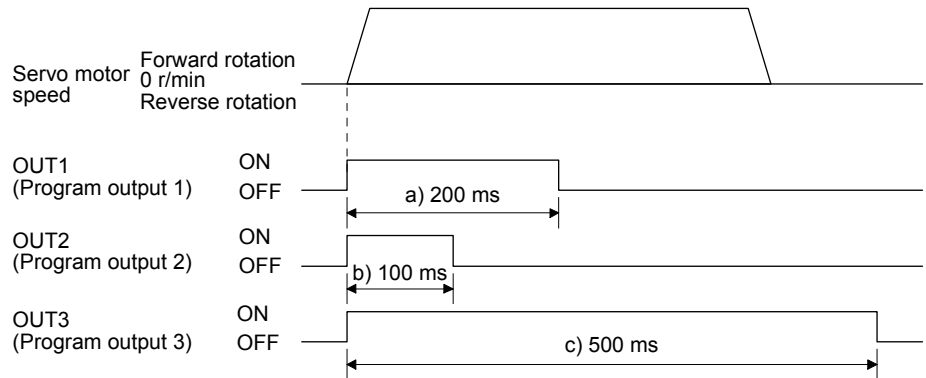 Servo motor speed
Forward rotation
0 r/min
Reverse rotation
OUT1
(Program output 1)
ON
OFF
a) 200 ms
OUT2
(Program output 2)
ON
OFF
b) 100 ms
OUT3
(Program output 3)
ON
OFF
c) 500 ms